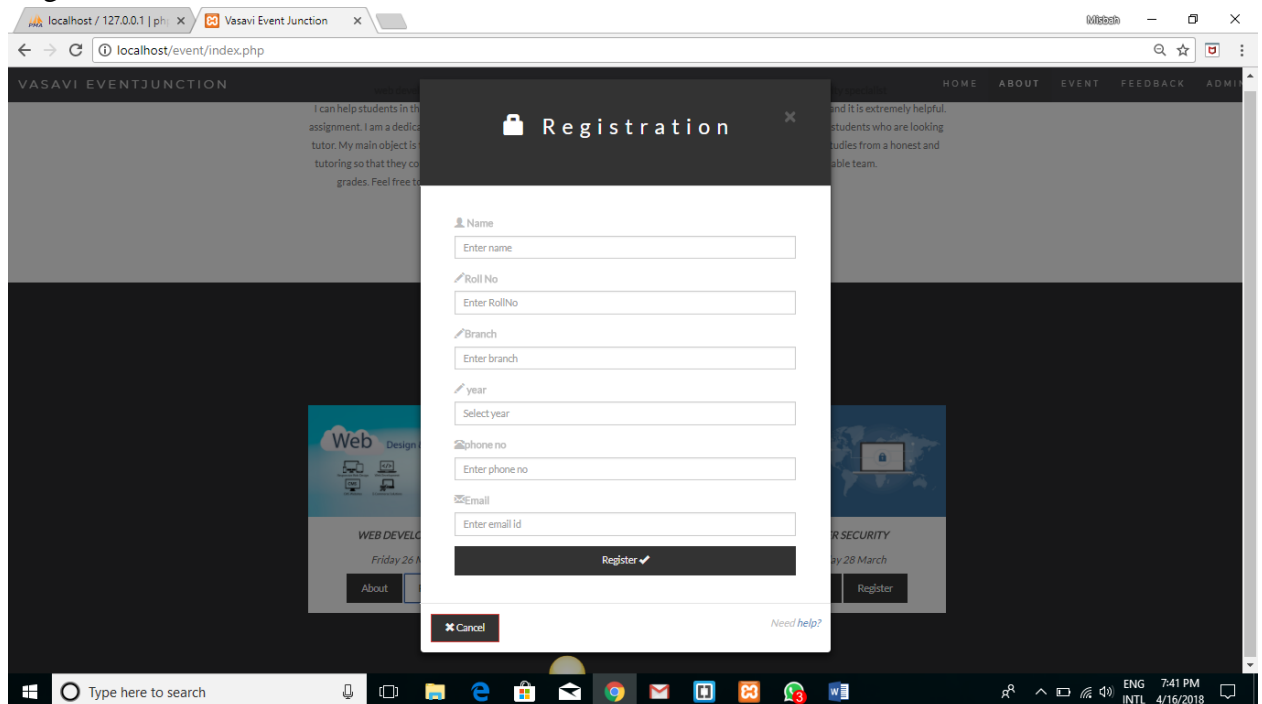 localhost / 127.0.0.1 | ph
Vasavi Event Junction
Misbah
localhost/event/index.php
VASAVI EVENTJUNCTION
HOME ABOUT EVENT FEEDBACK ADMIN
I can help students in th
and it is extremely helpful.
assignment. I am a dedica
students who are looking
tutor. My main object is
tudies from a honest and
tutoring so that they co
able team.
grades. Feel free to
Registration
Name
Enter name
Roll No
Enter RollNo
Branch
Enter branch
year
Select year
phone no
Enter phone no
Email
Enter email id
Register
Cancel
Need help?
Web Design
WEB DEVELO
Friday 26 M
About
R SECURITY
ay 28 March
Register
Type here to search
3
ENG
INTL
7:41 PM
4/16/2018